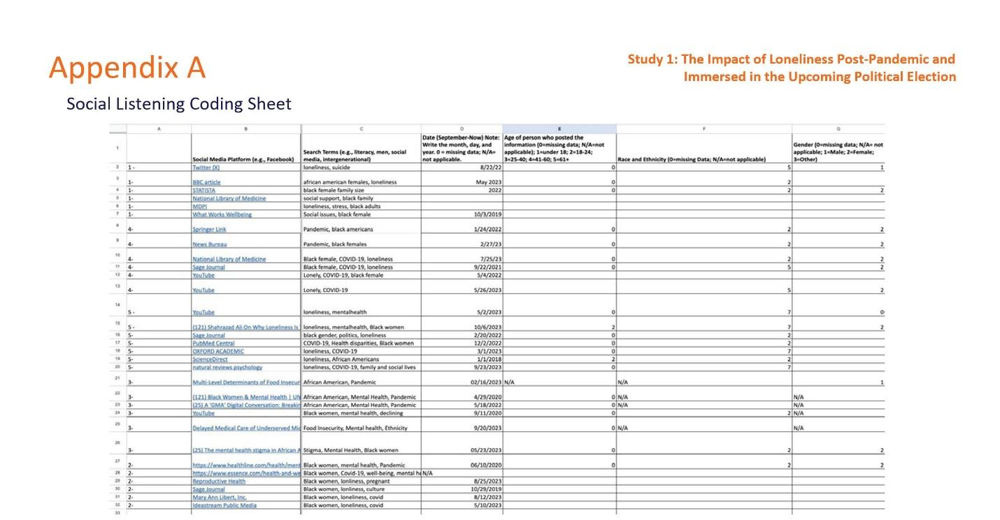 Appendix A
Study 1: The Impact of Loneliness Post-Pandemic and
Immersed in the Upcoming Political Election
Social Listening Coding Sheet
A B C D E F G
1 Social Media Platform (e.g., Facebook) Search Terms (e.g., literacy, men, social media, intergenerational) Date (September-Now) Note: Write the month, day, and year. 0 = missing data; N/A= not applicable. Age of person who posted the information (0=missing data; N/A=not applicable); 1=under 18; 2=18-24; 3=25-40; 4=41-60; 5=61+ Race and Ethnicity (0=missing Data; N/A=not applicable) Gender (0=missing data; N/A= not applicable; 1=Male; 2=Female; 3=Other)
2 1 - Twitter (X) loneliness, suicide 8/22/22 0 5 1
3 1- BBC article african american females, loneliness May 2023 0 2
4 1- STATISTA black female family size 2022 0 2 2
5 1- National Library of Medicine social support, black family
6 1- MDPI loneliness, stress, black adults
7 1- What Works Wellbeing Social issues, black female 10/3/2019
8 4- Springer Link Pandemic, black americans 1/24/2022 0 2 2
9 4- News Bureau Pandemic, black females 2/27/23 0 2 2
10 4- National Library of Medicine Black female, COVID-19, loneliness 7/25/23 0 2 2
11 4- Sage Journal Black female, COVID-19, loneliness 9/22/2021 0 5 2
12 4- YouTube Lonely, COVID-19, black female 5/4/2022
13 4- YouTube Lonely, COVID-19 5/26/2023 5 2
14 5 - YouTube loneliness, mentalhealth 5/2/2023 0 7 0
15 5 - (121) Shahrazad Ali On Why Loneliness Is loneliness, mentalhealth, Black women 10/6/2023 2 7 2
16 5- Sage Journal black gender, politics, loneliness 2/20/2022 0 2
17 5- PubMed Central COVID-19, Health disparities, Black women 12/2/2022 0 2
18 5- OXFORD ACADEMIC loneliness, COVID-19 3/1/2023 0 7
19 5- ScienceDirect loneliness, African Americans 1/1/2018 2 2
20 5- natural reviews psychology loneliness, COVID-19, family and social lives 9/23/2023 0 7
21 3- Multi-Level Determinants of Food Insecur African American, Pandemic 02/16/2023 N/A N/A 1
22 3- (121) Black Women & Mental Health | UN African American, Mental Health, Pandemic 4/29/2020 0 N/A N/A
23 3- (25) A 'GMA' Digital Conversation: Breakin African American, Mental Health, Pandemic 5/18/2022 0 N/A N/A
24 3- YouTube Black women, mental health, declining 9/11/2020 0 2 N/A
25 3- Delayed Medical Care of Underserved Mid Food Insecurity, Mental health, Ethnicity 9/20/2023 0 N/A N/A
26 3- (25) The mental health stigma in African A Stigma, Mental Health, Black women 05/23/2023 0 2 2
27 2- https://www.healthline.com/health/ment Black women, mental health, Pandemic 06/10/2020 0 2 2
28 2- https://www.essence.com/health-and-we Black women, Covid-19, well-being, mental he N/A
29 2- Reproductive Health Black women, lonliness, pregnant 8/25/2023
30 2- Sage Journal Black women, lonliness, culture 10/29/2019
31 2- Mary Ann Libert, Inc. Black women, loneliness, covid 8/12/2023
32 2- Ideastream Public Media Black women, loneliness, covid 5/10/2023
33